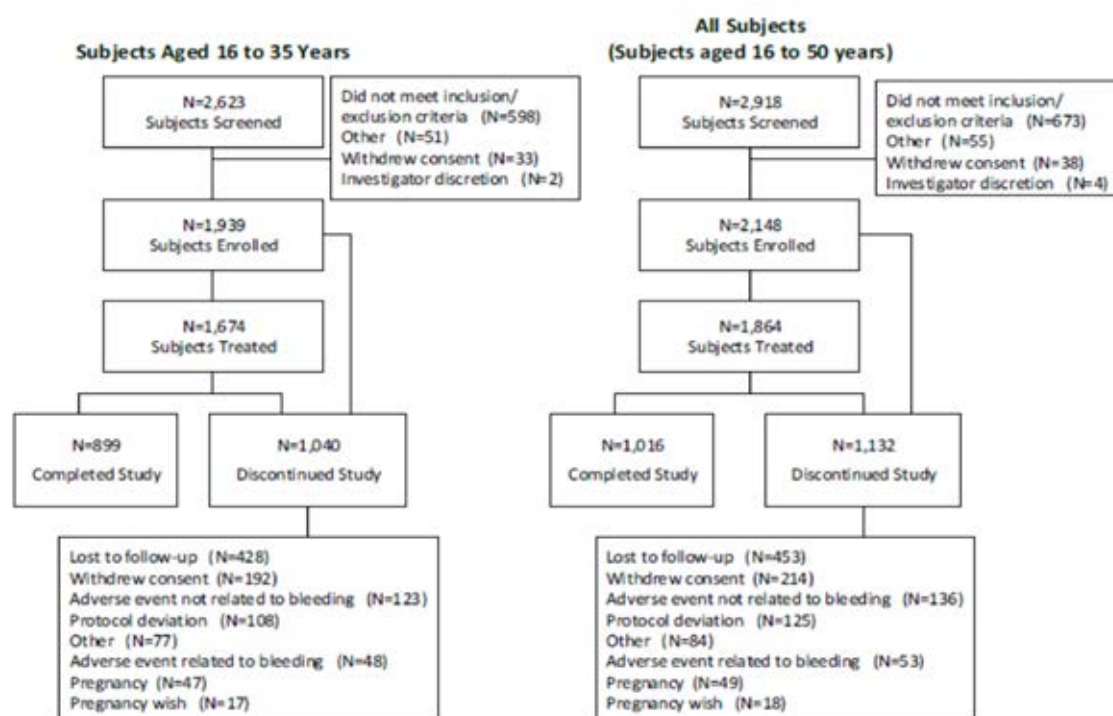 Subjects Aged 16 to 35 Years
N=2,623
Subjects Screened
Did not meet inclusion/
exclusion criteria (N=598)
Other (N=51)
Withdrew consent (N=33)
Investigator discretion (N=2)
N=1,939
Subjects Enrolled
N=1,674
Subjects Treated
N=899
Completed Study
N=1,040
Discontinued Study
Lost to follow-up (N=428)
Withdrew consent (N=192)
Adverse event not related to bleeding (N=123)
Protocol deviation (N=108)
Other (N=77)
Adverse event related to bleeding (N=48)
Pregnancy (N=47)
Pregnancy wish (N=17)
All Subjects
(Subjects aged 16 to 50 years)
N=2,918
Subjects Screened
Did not meet inclusion/
exclusion criteria (N=673)
Other (N=55)
Withdrew consent (N=38)
Investigator discretion (N=4)
N=2,148
Subjects Enrolled
N=1,864
Subjects Treated
N=1,016
Completed Study
N=1,132
Discontinued Study
Lost to follow-up (N=453)
Withdrew consent (N=214)
Adverse event not related to bleeding (N=136)
Protocol deviation (N=125)
Other (N=84)
Adverse event related to bleeding (N=53)
Pregnancy (N=49)
Pregnancy wish (N=18)